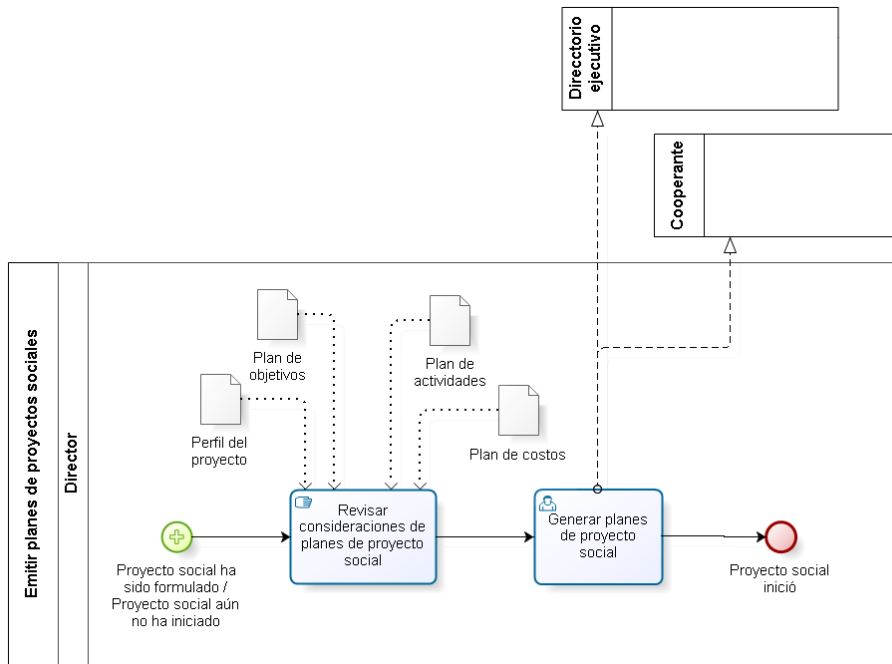 Direcctorio
ejecutivo
Cooperante
Emitir planes de proyectos sociales
Director
Plan de
objetivos
Plan de
actividades
Perfil del
proyecto
Plan de costos
Revisar
consideraciones de
planes de proyecto
social
Generar planes
de proyecto
social
Proyecto social ha
sido formulado /
Proyecto social aún
no ha iniciado
Proyecto social
inició